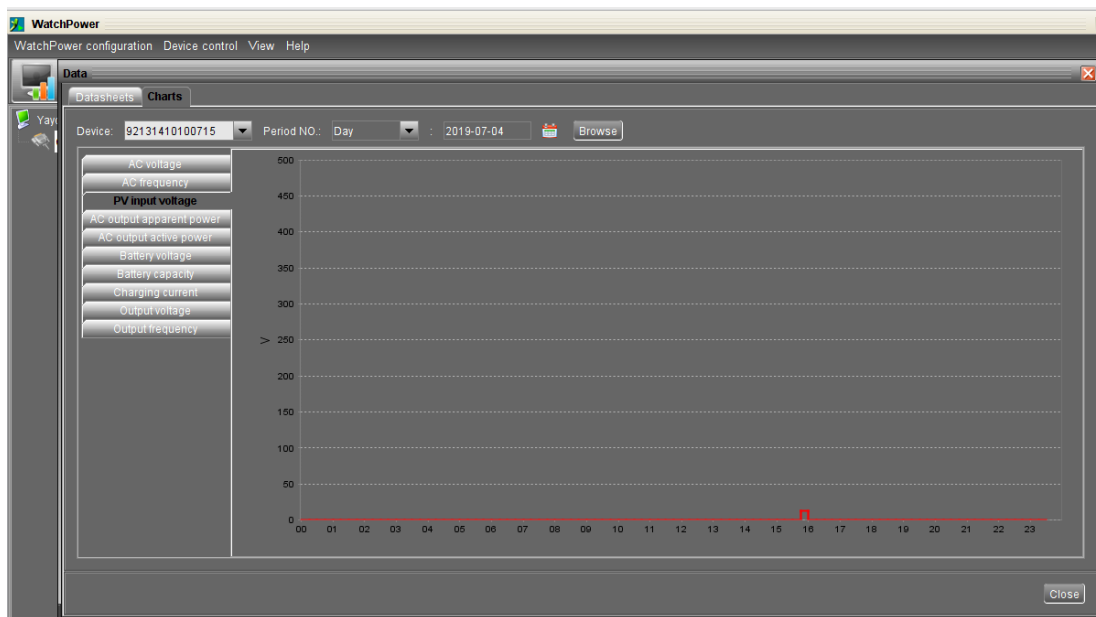 WatchPower
WatchPower configuration Device control View Help
Data
Datasheets Charts
Device: 92131410100715 Period NO.: Day : 2019-07-04 Browse
AC voltage
AC frequency
PV input voltage
AC output apparent power
AC output active power
Battery voltage
Battery capacity
Charging current
Output voltage
Output frequency
500
450
400
350
300
V 250
200
150
100
50
0
00 01 02 03 04 05 06 07 08 09 10 11 12 13 14 15 16 17 18 19 20 21 22 23
Close